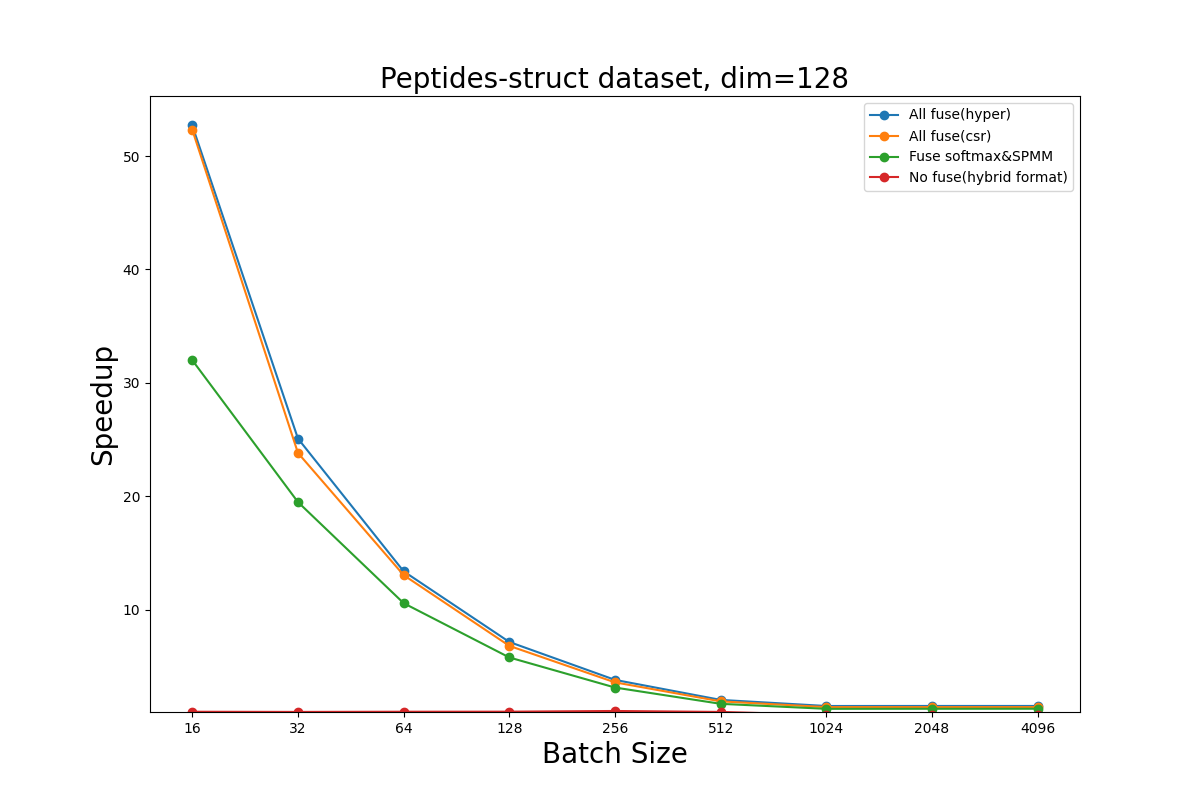 Peptides-struct dataset, dim=128
All fuse(hyper)
All fuse(csr)
Fuse softmax&SPMM
No fuse(hybrid format)
Speedup
50
40
30
20
10
16 32 64 128 256 512 1024 2048 4096
Batch Size